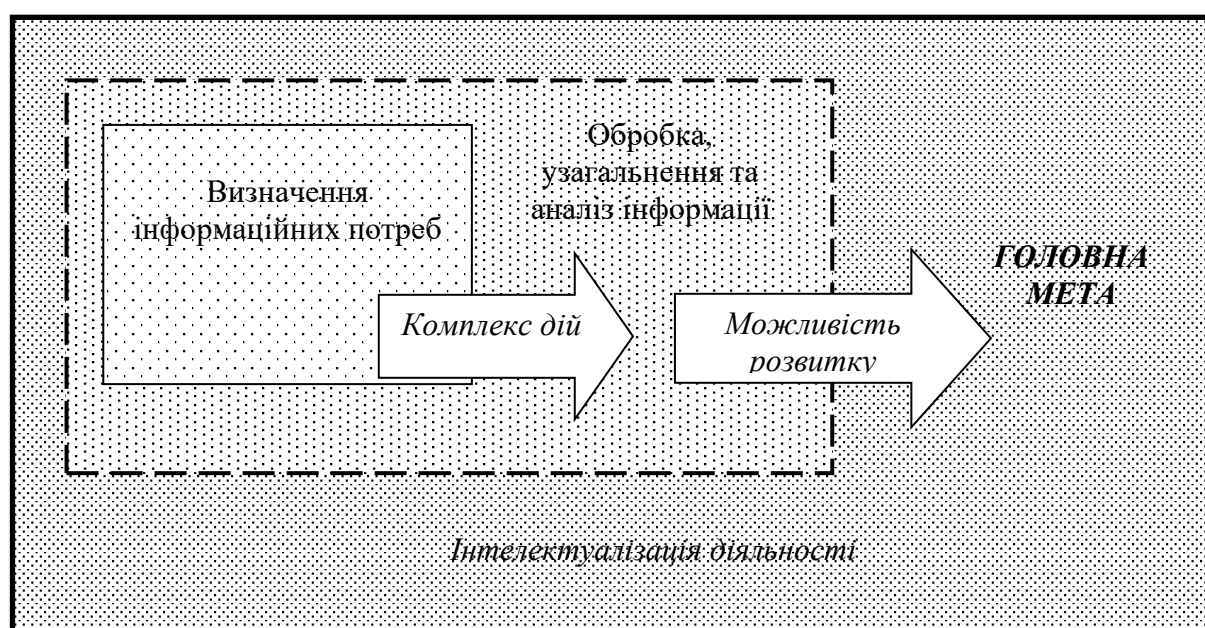 Визначення
інформаційних потреб
Обробка,
узагальнення та
аналіз інформації
Комплекс дій
Можливість
розвитку
ГОЛОВНА
МЕТА
Інтелектуалізація діяльності